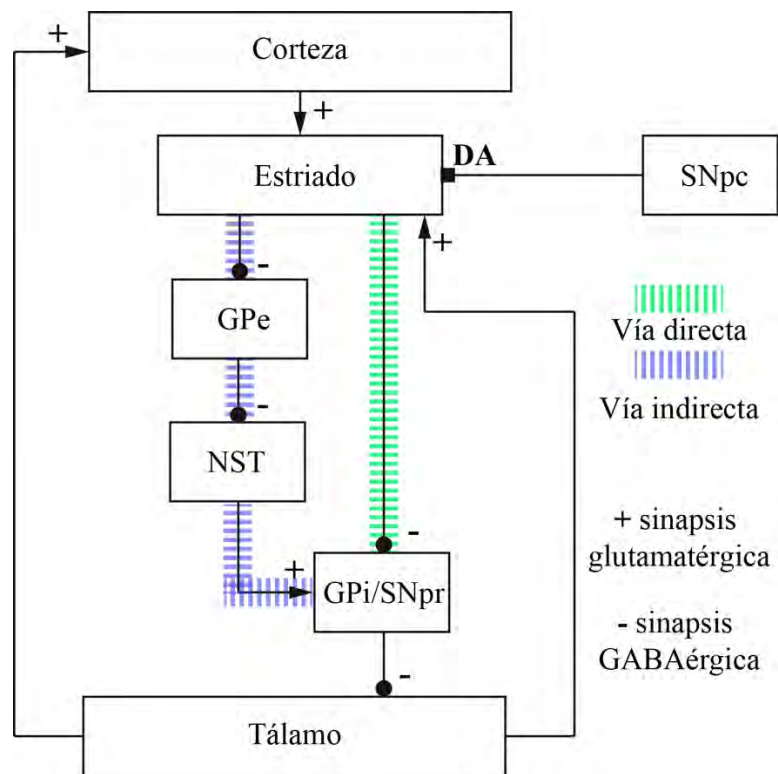 +
Corteza
+
DA
Estriado
SNpc
+
-
GPe
Vía directa
-
Vía indirecta
NST
+ sinapsis
glutamatérgica
-
+
GPi/SNpr
- sinapsis
GABAérgica
-
Tálamo